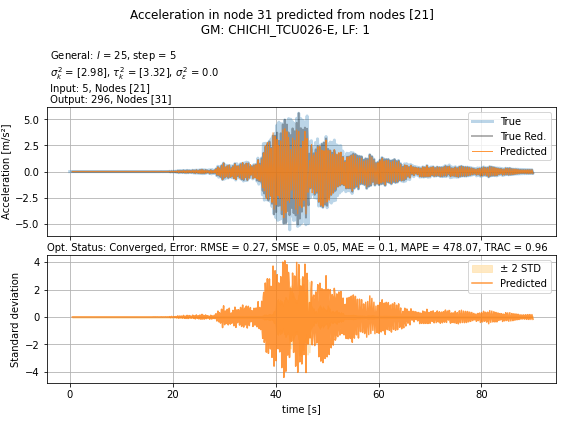 Acceleration in node 31 predicted from nodes [21]
GM: CHICHI_TCU026-E, LF: 1
General: l = 25, step = 5
σ²ₖ = [2.98], τ²ₖ = [3.32], σ²ε = 0.0
Input: 5, Nodes [21]
Output: 296, Nodes [31]
Acceleration [m/s²]
5.0
2.5
0.0
−2.5
−5.0
True
True Red.
Predicted
Opt. Status: Converged, Error: RMSE = 0.27, SMSE = 0.05, MAE = 0.1, MAPE = 478.07, TRAC = 0.96
Standard deviation
4
2
0
−2
−4
± 2 STD
Predicted
0
20
40
60
80
time [s]